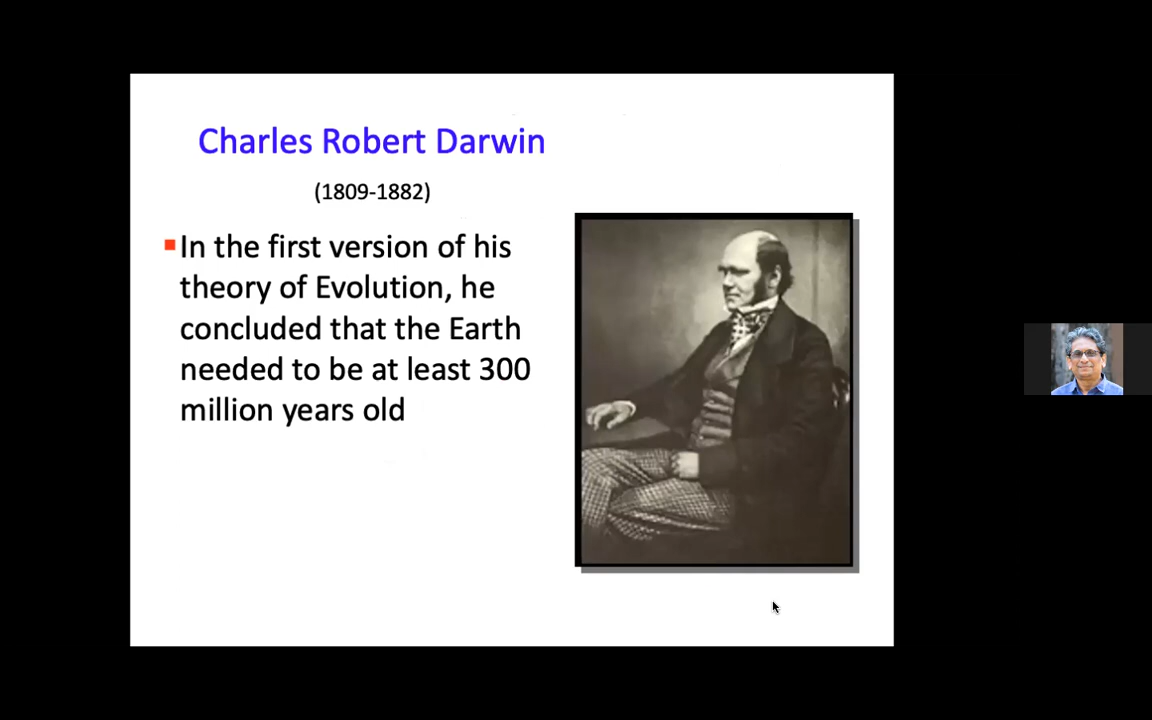 Charles Robert Darwin
(1809-1882)
In the first version of his
theory of Evolution, he
concluded that the Earth
needed to be at least 300
million years old